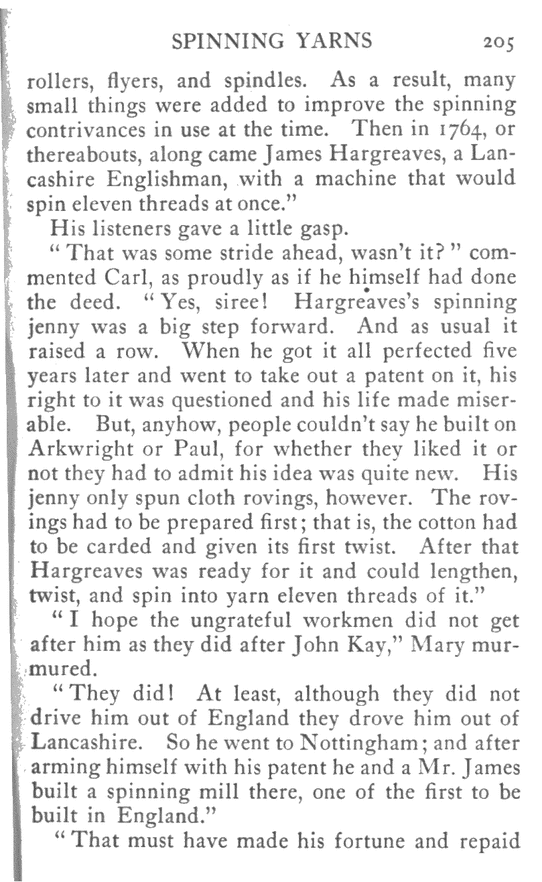 SPINNING YARNS 205
rollers, flyers, and spindles. As a result, many
small things were added to improve the spinning
contrivances in use at the time. Then in 1764, or
thereabouts, along came James Hargreaves, a Lan-
cashire Englishman, with a machine that would
spin eleven threads at once."
His listeners gave a little gasp.
"That was some stride ahead, wasn't it?" com-
mented Carl, as proudly as if he himself had done
the deed. "Yes, siree! Hargreaves's spinning
jenny was a big step forward. And as usual it
raised a row. When he got it all perfected five
years later and went to take out a patent on it, his
right to it was questioned and his life made miser-
able. But, anyhow, people couldn't say he built on
Arkwright or Paul, for whether they liked it or
not they had to admit his idea was quite new. His
jenny only spun cloth rovings, however. The rov-
ings had to be prepared first; that is, the cotton had
to be carded and given its first twist. After that
Hargreaves was ready for it and could lengthen,
twist, and spin into yarn eleven threads of it."
"I hope the ungrateful workmen did not get
after him as they did after John Kay," Mary mur-
mured.
"They did! At least, although they did not
drive him out of England they drove him out of
Lancashire. So he went to Nottingham; and after
arming himself with his patent he and a Mr. James
built a spinning mill there, one of the first to be
built in England."
"That must have made his fortune and repaid